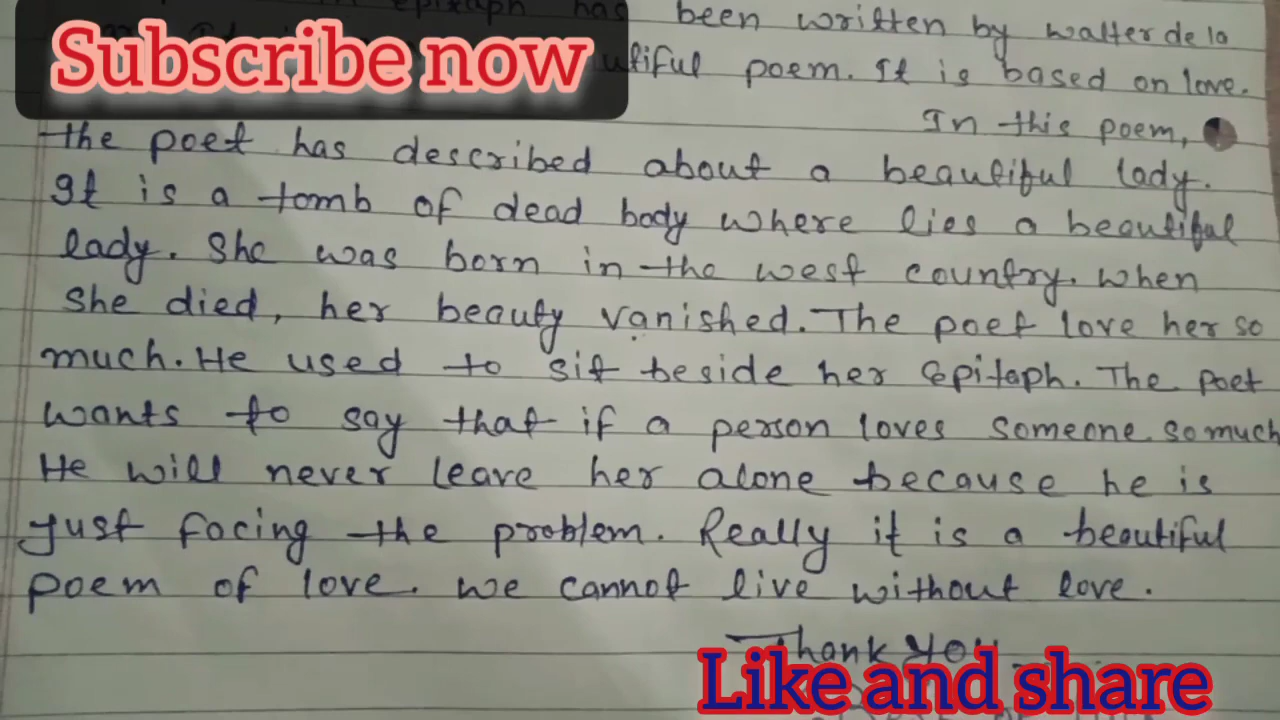 epitaph has been written by walter de la
Subscribe now
poem. It is based on love.
In this poem,
the poet has described about a beautiful lady.
It is a tomb of dead body where lies a beautiful
lady. She was born in the west country. When
She died, her beauty vanished. The poet love her so
much. He used to sit beside her epitaph. The poet
wants to say that if a person loves someone so much
He will never leave her alone because he is
just facing the problem. Really it is a beautiful
poem of love. We cannot live without love.
Thank You
Like and share